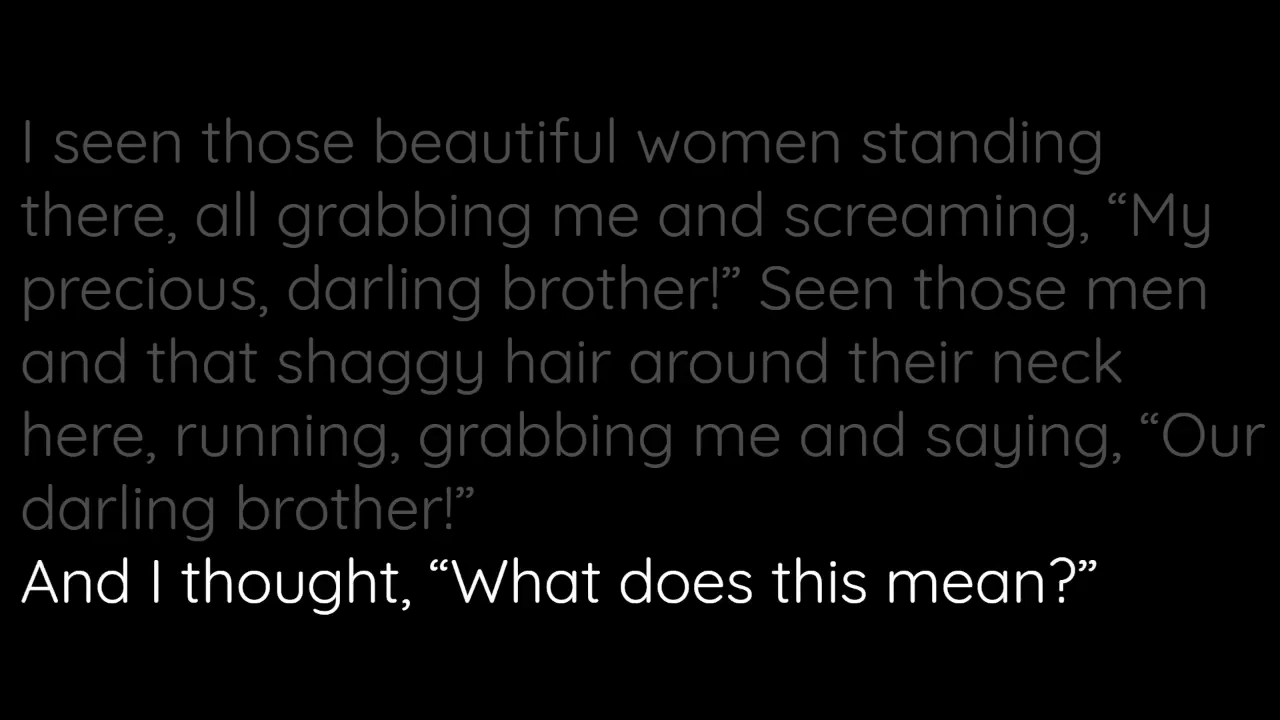 I seen those beautiful women standing
there, all grabbing me and screaming, “My
precious, darling brother!” Seen those men
and that shaggy hair around their neck
here, running, grabbing me and saying, “Our
darling brother!”
And I thought, “What does this mean?”